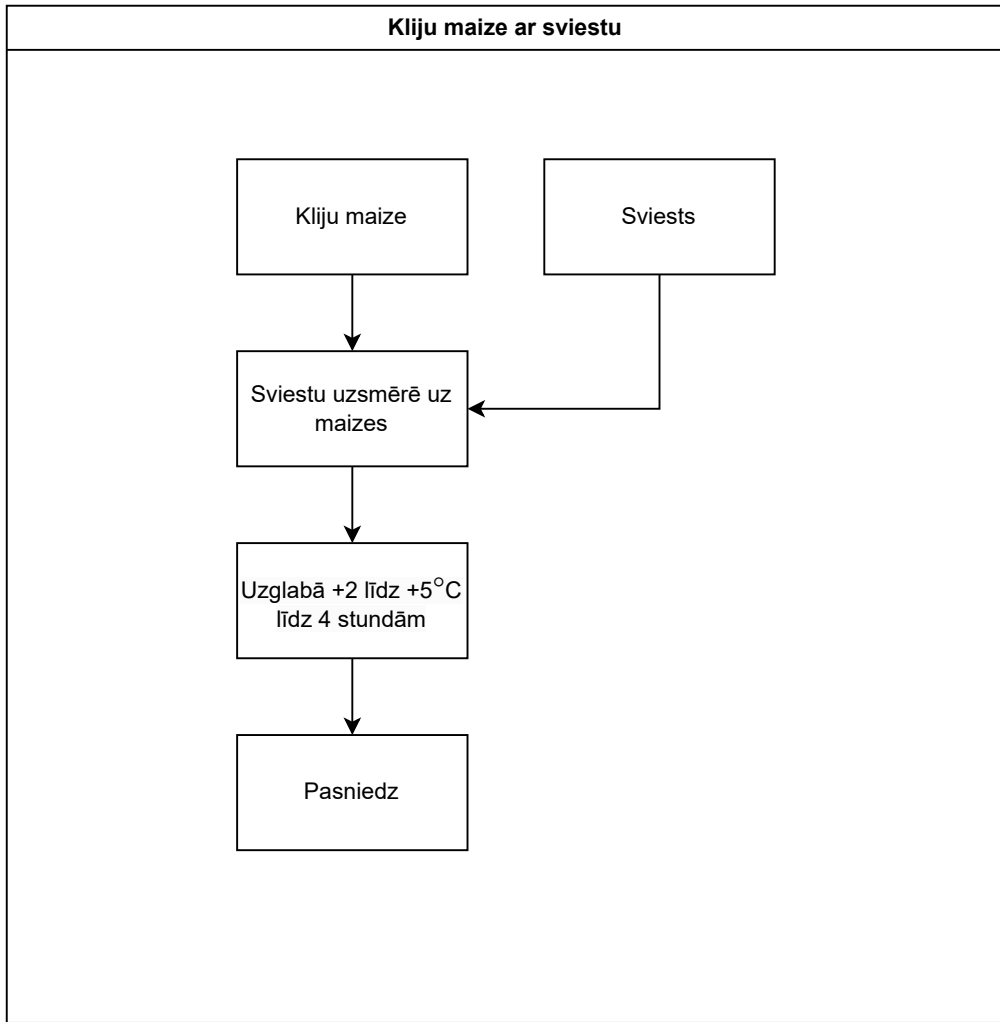 Kliju maize ar sviestu
Kliju maize
Sviests
Sviestu uzsmērē uz
maizes
Uzglabā +2 līdz +5°C
līdz 4 stundām
Pasniedz